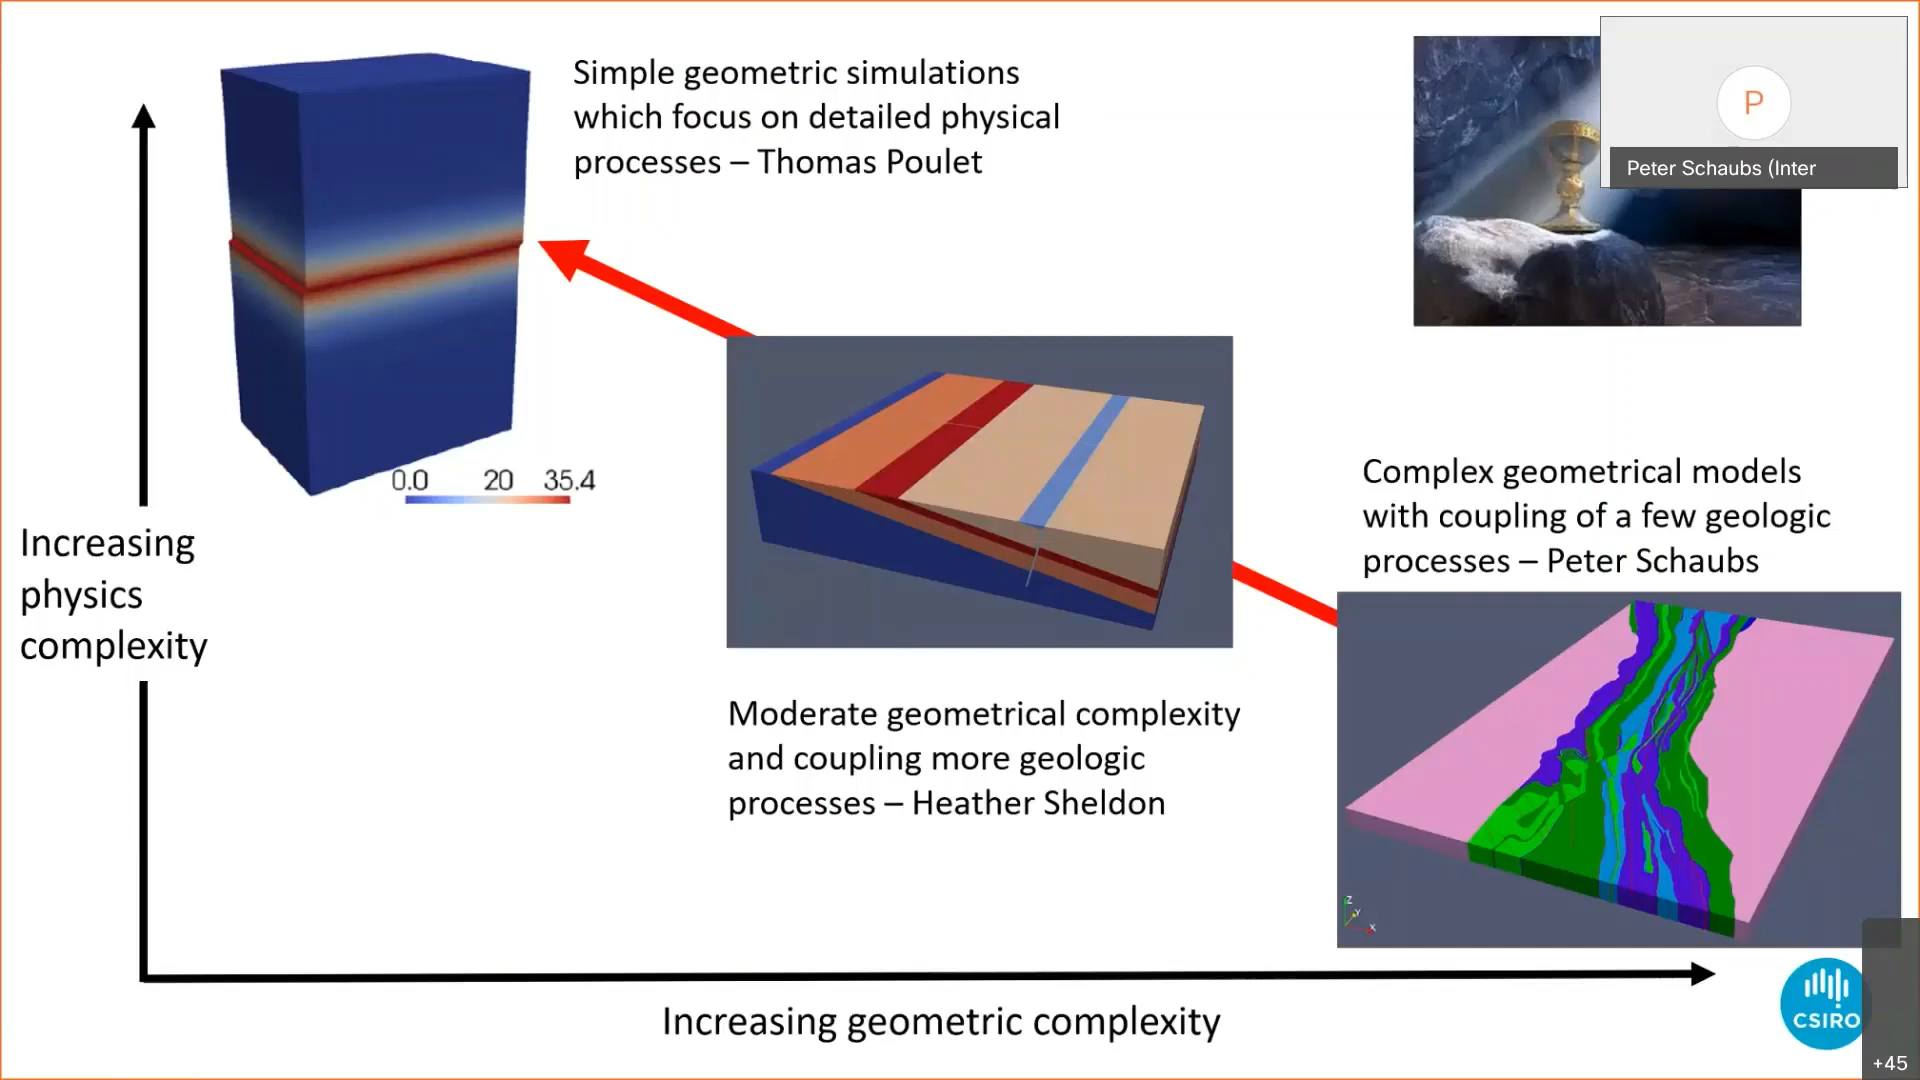 Simple geometric simulations
which focus on detailed physical
processes – Thomas Poulet
P
Peter Schaubs (Inter
0.0 20 35.4
Increasing
physics
complexity
Complex geometrical models
with coupling of a few geologic
processes – Peter Schaubs
Moderate geometrical complexity
and coupling more geologic
processes – Heather Sheldon
Z
Y
X
Increasing geometric complexity
CSIRO
+45